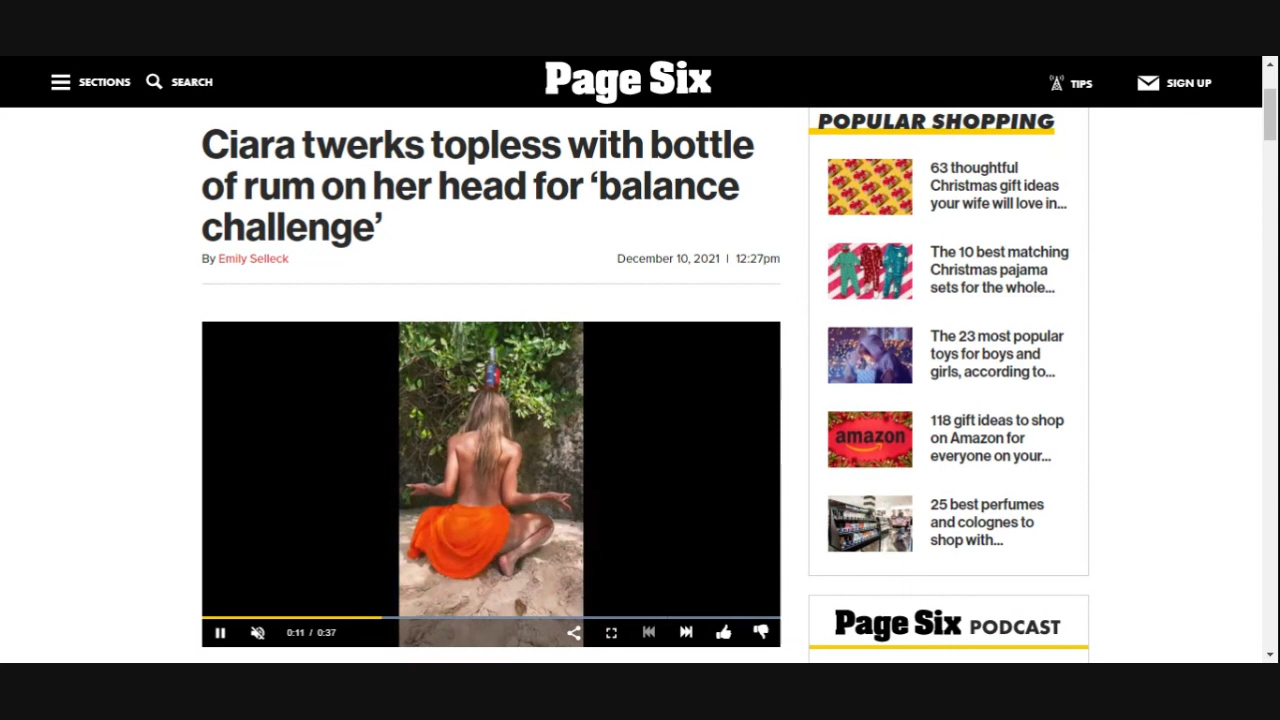 SECTIONS
SEARCH
Page Six
TIPS
SIGN UP
Ciara twerks topless with bottle
of rum on her head for ‘balance
challenge’
By Emily Selleck
December 10, 2021 | 12:27pm
0:11 / 0:37
POPULAR SHOPPING
63 thoughtful
Christmas gift ideas
your wife will love in...
The 10 best matching
Christmas pajama
sets for the whole...
The 23 most popular
toys for boys and
girls, according to...
amazon
118 gift ideas to shop
on Amazon for
everyone on your...
25 best perfumes
and colognes to
shop with...
Page Six PODCAST